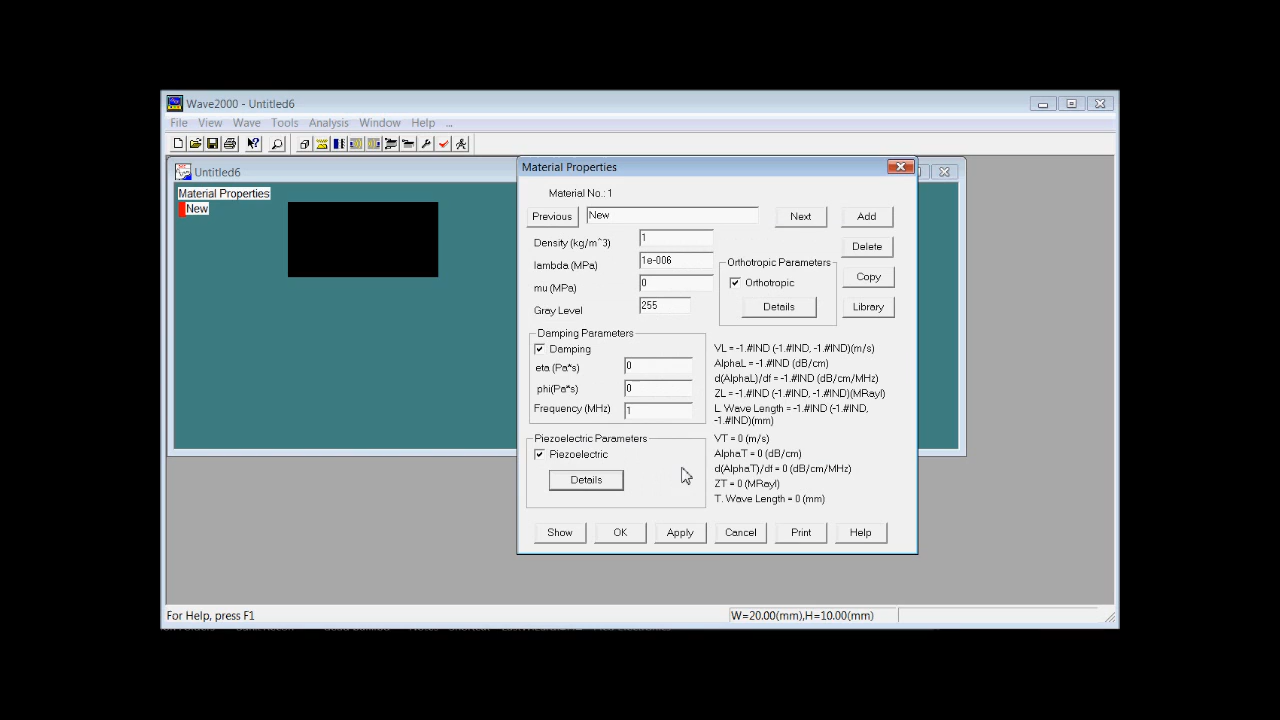 Wave2000 - Untitled6
File View Wave Tools Analysis Window Help ...
Untitled6
Material Properties
New
Material Properties
Material No.: 1
Previous New Next Add
Density (kg/m^3) 1
Delete
lambda (MPa) 1e-006
Orthotropic Parameters
mu (MPa) 0
Orthotropic
Copy
Gray Level 255
Details
Library
Damping Parameters
Damping
eta (Pa*s) 0
phi(Pa*s) 0
Frequency (MHz) 1
VL = -1.#IND (-1.#IND, -1.#IND)(m/s)
AlphaL = -1.#IND (dB/cm)
d(AlphaL)/df = -1.#IND (dB/cm/MHz)
ZL = -1.#IND (-1.#IND, -1.#IND)(MRayl)
L. Wave Length = -1.#IND (-1.#IND,
-1.#IND)(mm)
Piezoelectric Parameters
Piezoelectric
Details
VT = 0 (m/s)
AlphaT = 0 (dB/cm)
d(AlphaT)/df = 0 (dB/cm/MHz)
ZT = 0 (MRayl)
T. Wave Length = 0 (mm)
Show OK Apply Cancel Print Help
For Help, press F1
W=20.00(mm),H=10.00(mm)